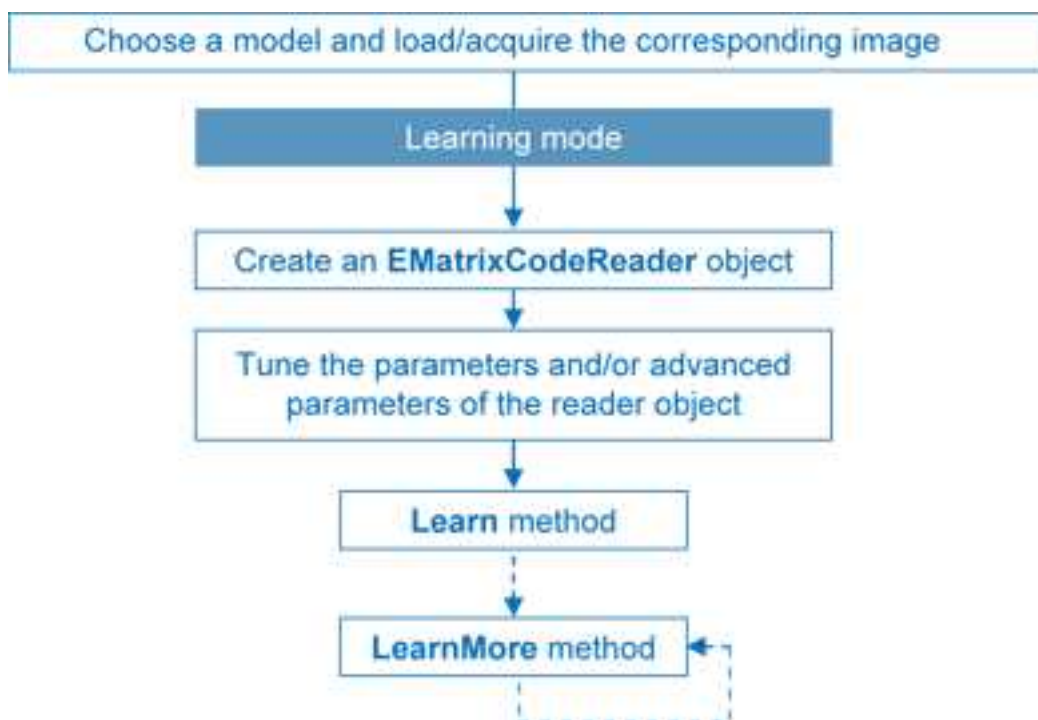 Choose a model and load/acquire the corresponding image
Learning mode
Create an EMatrixCodeReader object
Tune the parameters and/or advanced
parameters of the reader object
Learn method
LearnMore method